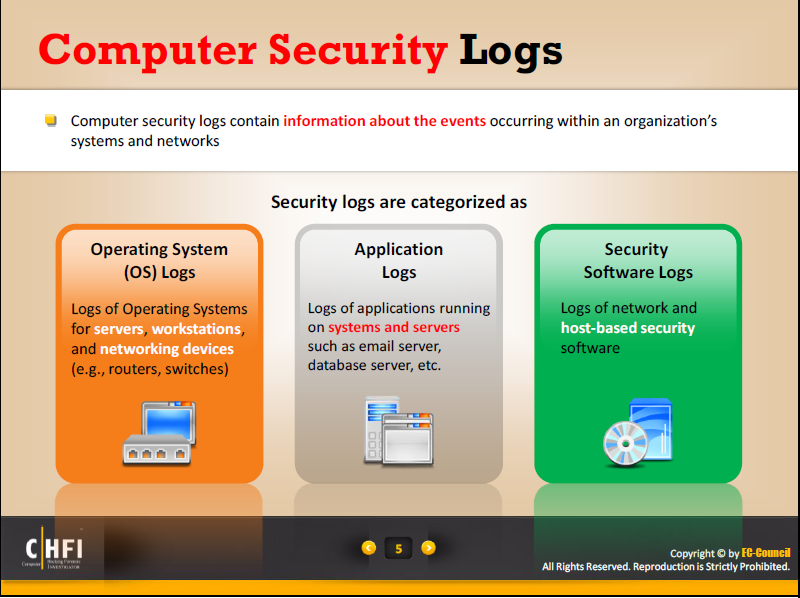 Computer Security Logs
Computer security logs contain information about the events occurring within an organization's
systems and networks
Security logs are categorized as
Operating System
(OS) Logs
Logs of Operating Systems
for servers, workstations,
and networking devices
(e.g., routers, switches)
Application
Logs
Logs of applications running
on systems and servers
such as email server,
database server, etc.
Security
Software Logs
Logs of network and
host-based security
software
CHFI
Computer Hacking Forensic
INVESTIGATOR
5
Copyright © by EC-Council
All Rights Reserved. Reproduction is Strictly Prohibited.